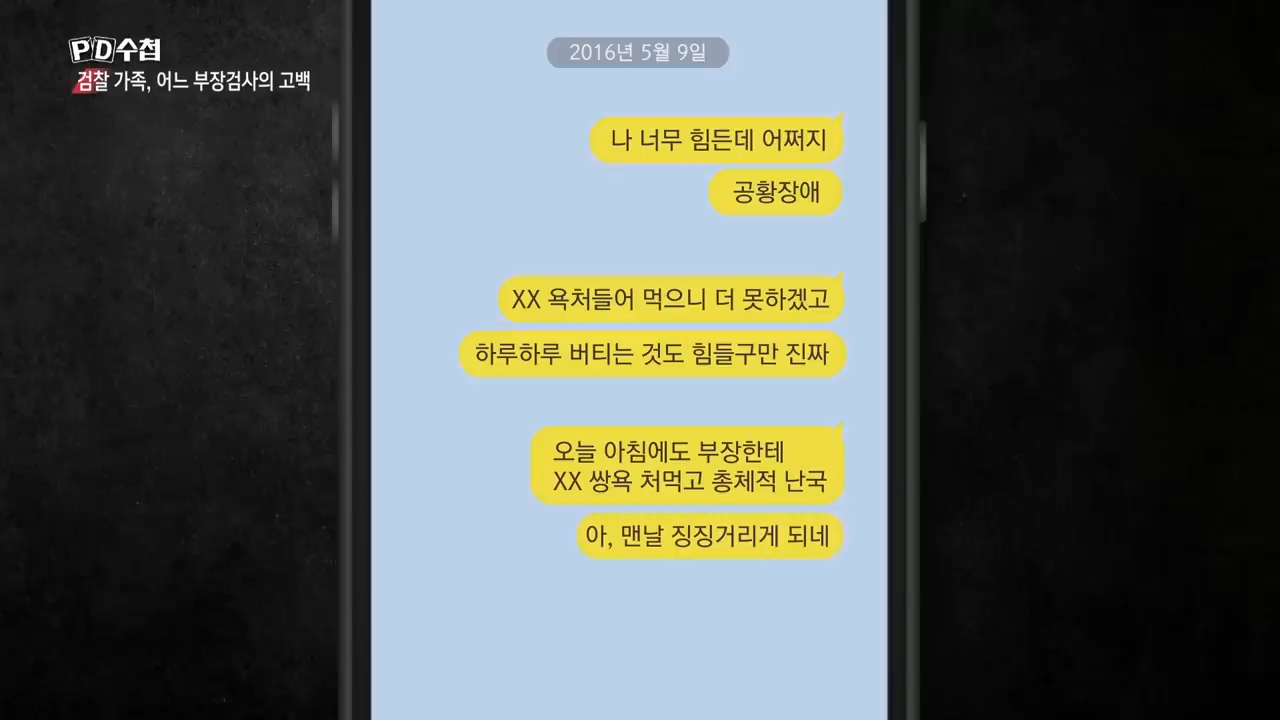 PD수첩
검찰 가족, 어느 부장검사의 고백
2016년 5월 9일
나 너무 힘든데 어쩌지
공황장애
XX 욕처들어 먹으니 더 못하겠고
하루하루 버티는 것도 힘들구만 진짜
오늘 아침에도 부장한테
XX 쌍욕 처먹고 총체적 난국
아, 맨날 징징거리게 되네